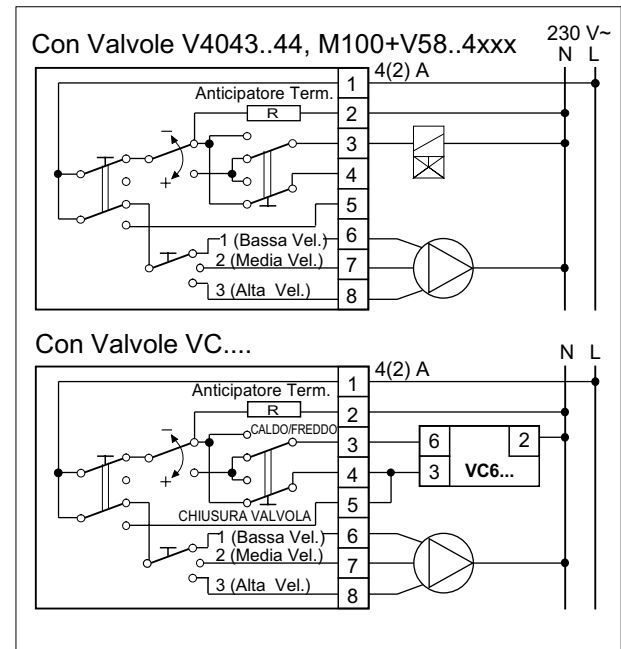 Con Valvole V4043..44, M100+V58..4xxx
230 V~
N L
4(2) A
Anticipatore Term.
R
1
2
3
4
5
6
7
8
−
+
1 (Bassa Vel.)
2 (Media Vel.)
3 (Alta Vel.)
Con Valvole VC....
N L
4(2) A
Anticipatore Term.
R
CALDO/FREDDO
1
2
3
4
5
6
7
8
−
+
6 2
3 VC6...
CHIUSURA VALVOLA
1 (Bassa Vel.)
2 (Media Vel.)
3 (Alta Vel.)